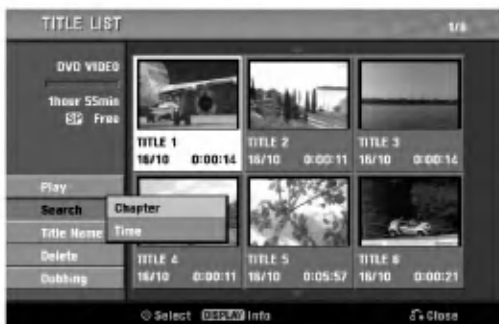 TITLE LIST
1/6
DVD VIDEO
1hour 55min
SP Free
TITLE 1
16/10 0:00:14
TITLE 2
16/10 0:00:11
TITLE 3
16/10 0:00:14
Play
Search
Title Name
Delete
Dubbing
Chapter
Time
TITLE 4
16/10 0:00:11
TITLE 5
16/10 0:05:57
TITLE 6
16/10 0:00:21
Select DISPLAY Info
Close